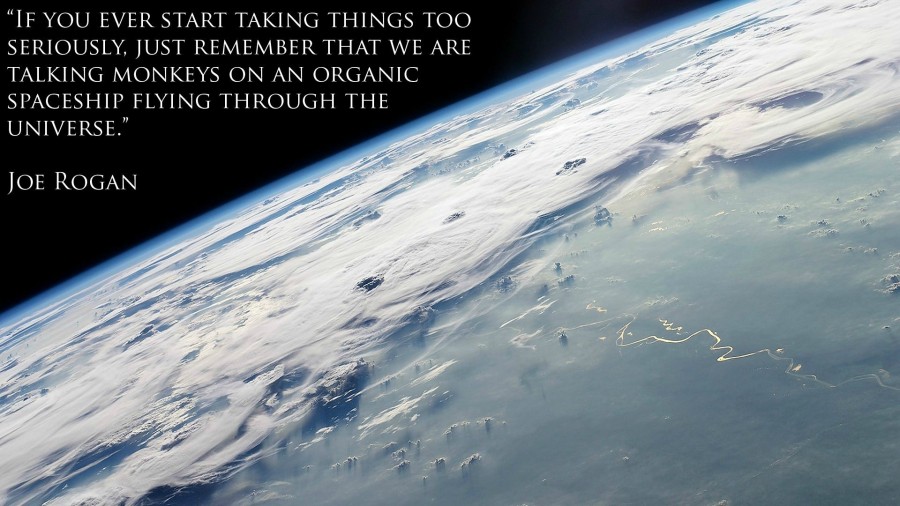 “If you ever start taking things too
seriously, just remember that we are
talking monkeys on an organic
spaceship flying through the
universe.”
Joe Rogan